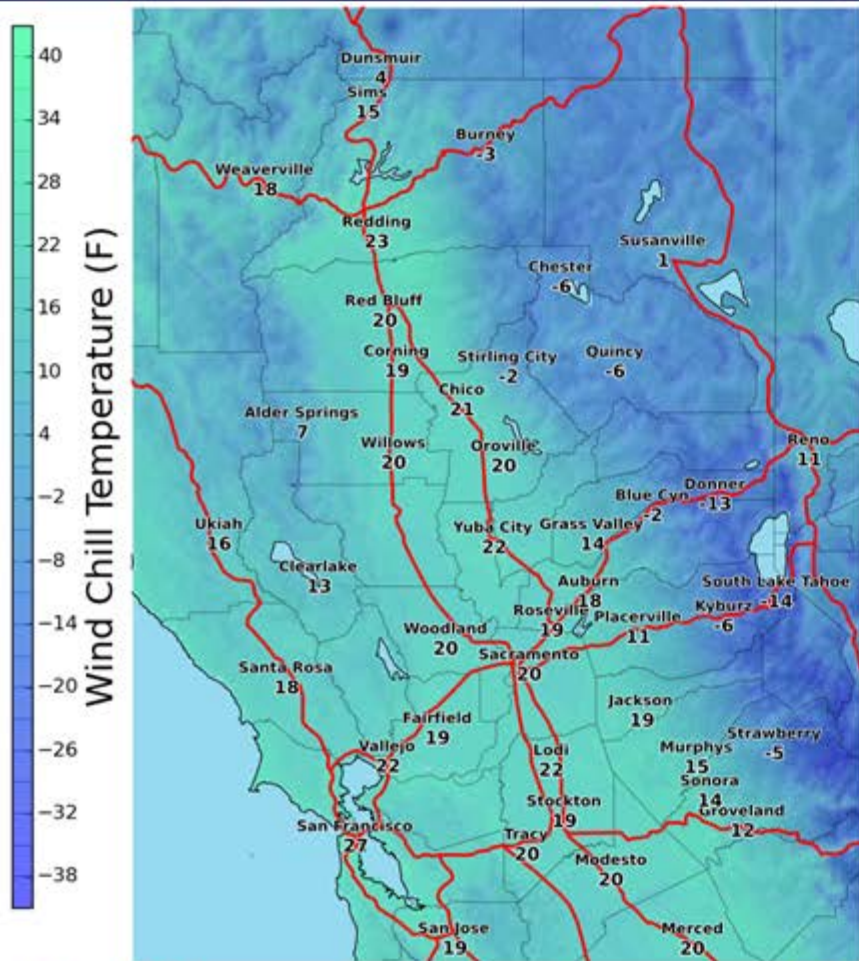 40
34
28
22
16
10
4
−2
−8
−14
−20
−26
−32
−38
Wind Chill Temperature (F)
Dunsmuir
4
Sims
15
Burney
-3
Weaverville
18
Redding
23
Susanville
1
Chester
-6
Red Bluff
20
Corning
19
Stirling City
-2
Quincy
-6
Chico
21
Alder Springs
7
Willows
20
Oroville
20
Reno
11
Donner
-13
Blue Cyn
-2
Ukiah
16
Yuba City
22
Grass Valley
14
Clearlake
13
Auburn
18
South Lake Tahoe
-14
Roseville
19
Placerville
11
Kyburz
-6
Woodland
20
Sacramento
20
Santa Rosa
18
Jackson
19
Fairfield
19
Strawberry
-5
Vallejo
22
Lodi
22
Murphys
15
Sonora
14
Stockton
19
Groveland
12
San Francisco
27
Tracy
20
Modesto
20
San Jose
19
Merced
20